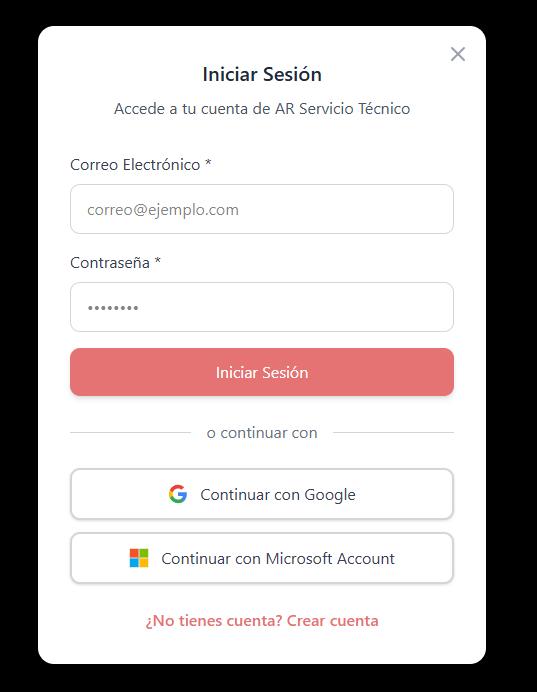 Iniciar Sesión
Accede a tu cuenta de AR Servicio Técnico
Correo Electrónico *
correo@ejemplo.com
Contraseña *
••••••••
Iniciar Sesión
o continuar con
Continuar con Google
Continuar con Microsoft Account
¿No tienes cuenta? Crear cuenta